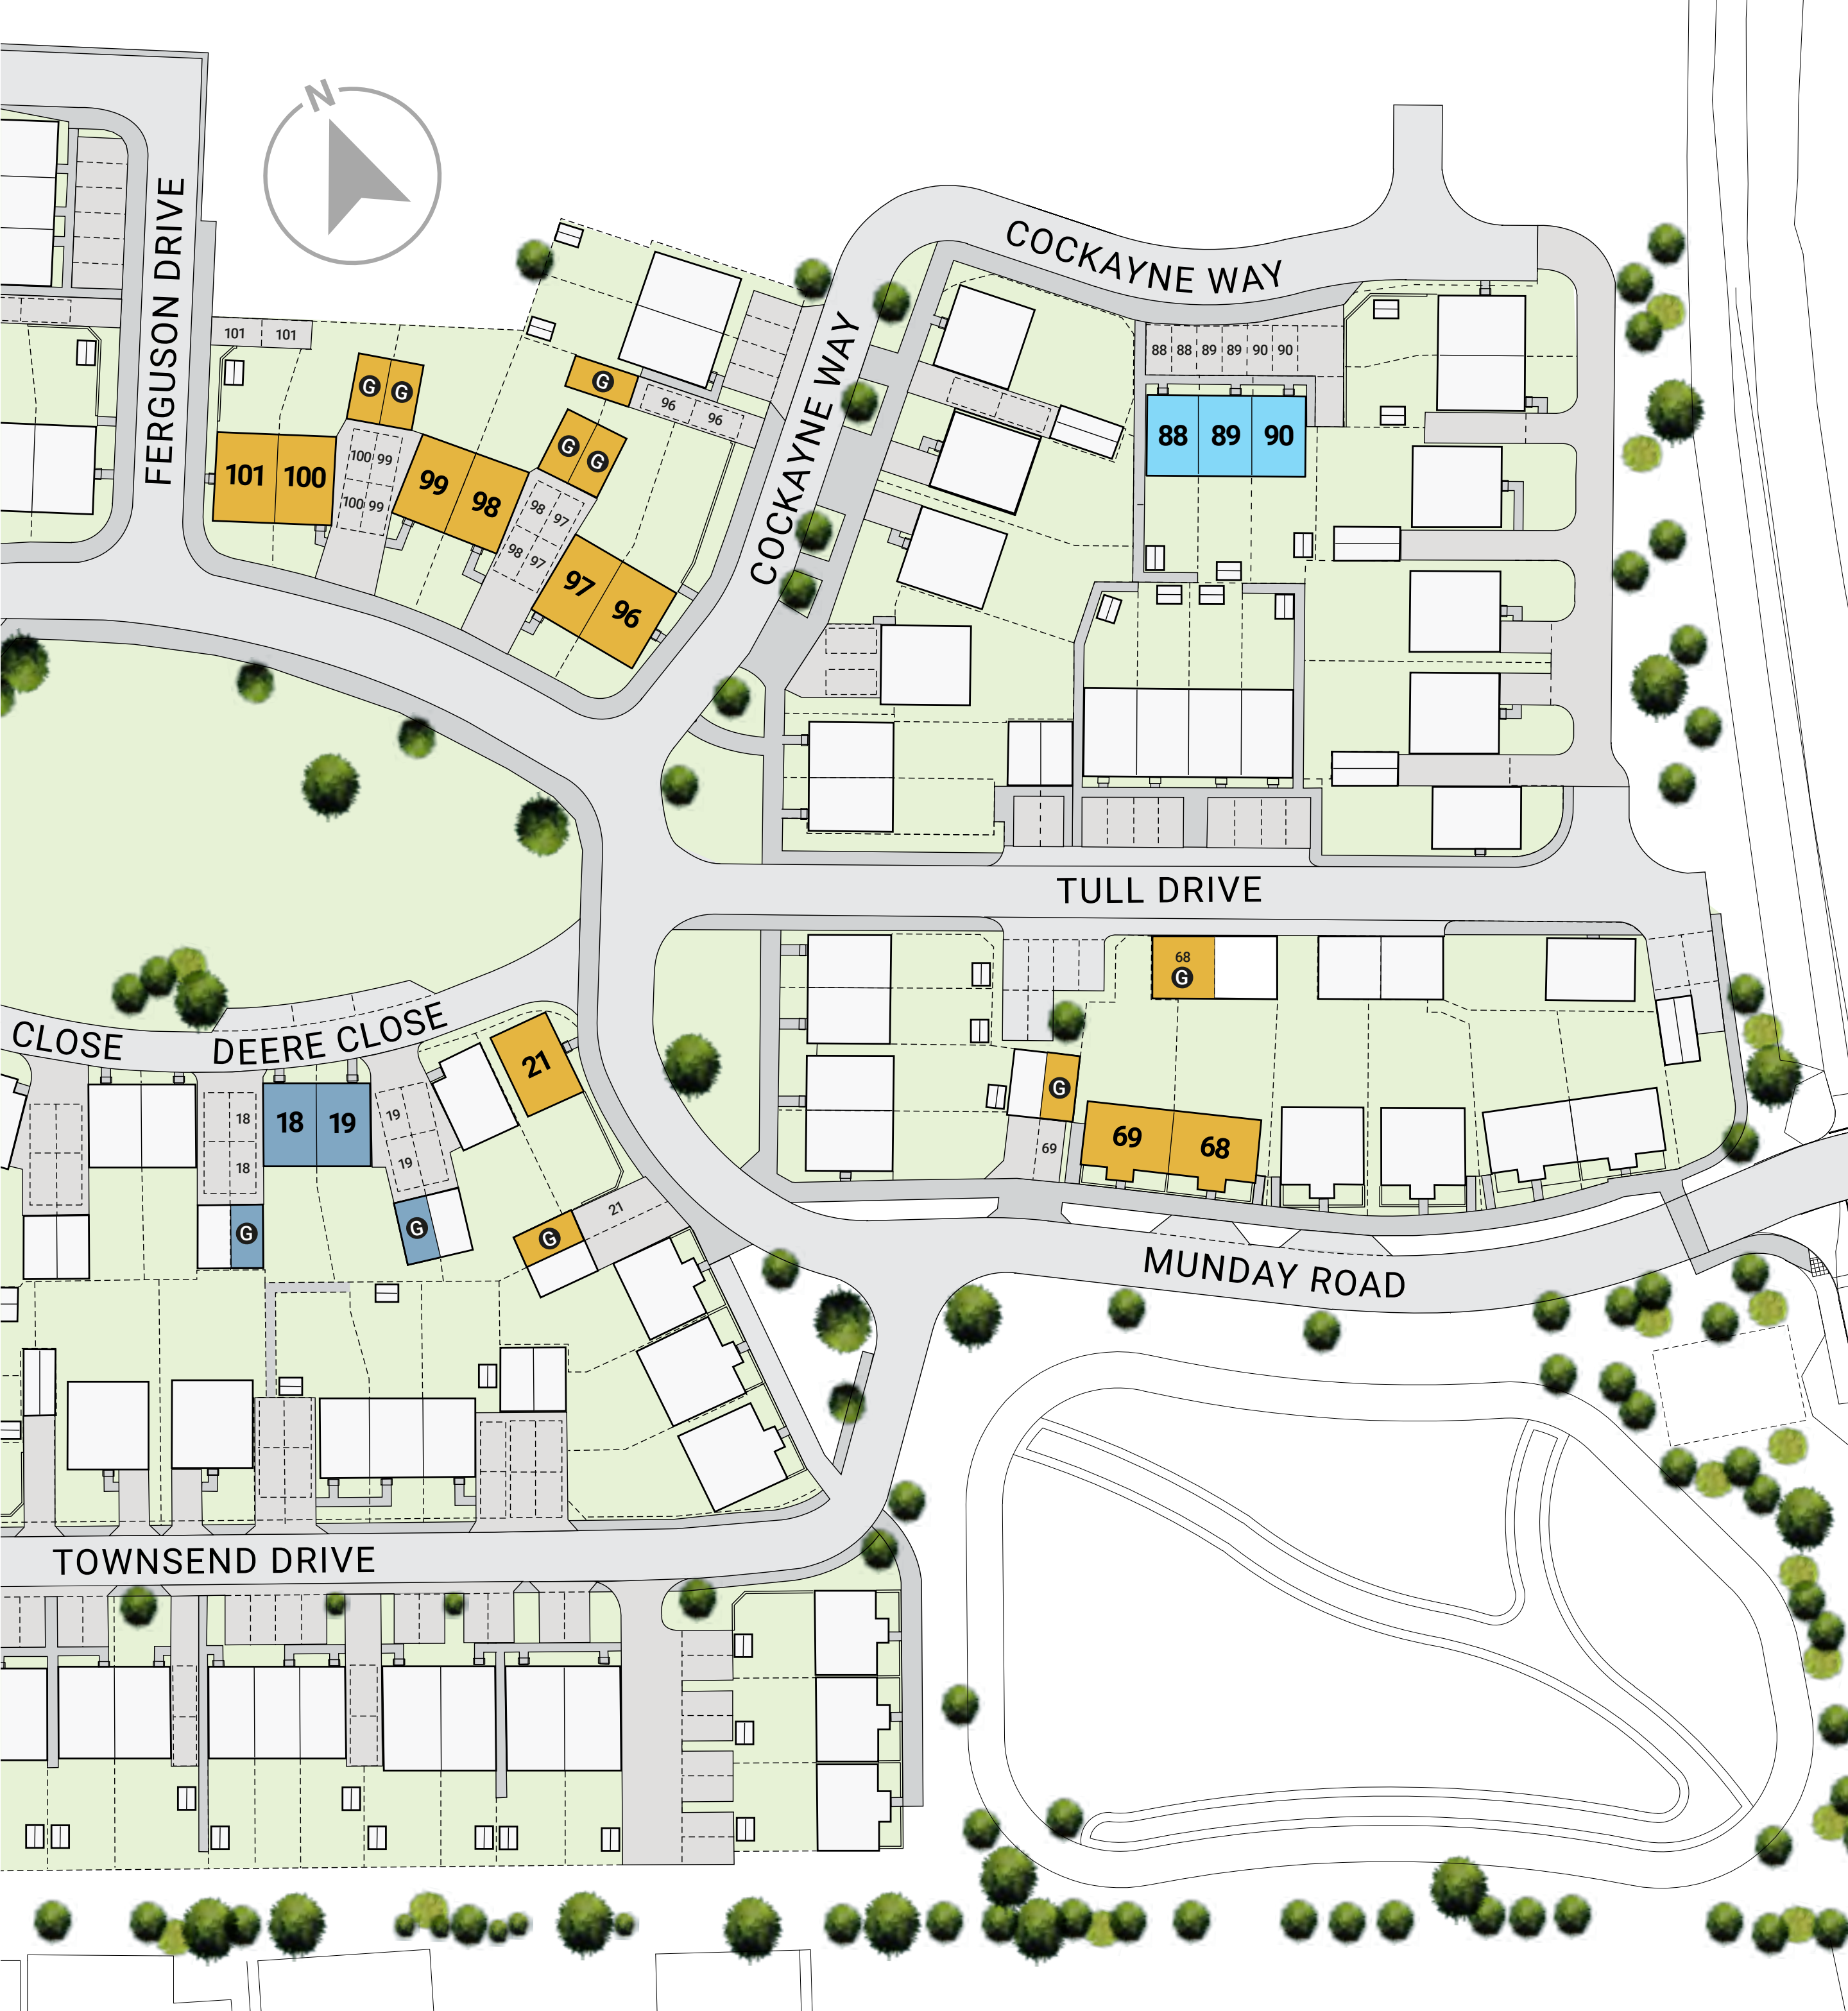 N
FERGUSON DRIVE
COCKAYNE WAY
COCKAYNE WAY
101 101
G G
G
96 96
88 88 89 89 90 90
88 89 90
101 100
100 99
100 99
99 98
G G
98 97
98 97
97 96
TULL DRIVE
68
G
CLOSE
DEERE CLOSE
21
G
18
18 19
19
69
69 68
18
19
G
G
G
21
MUNDAY ROAD
TOWNSEND DRIVE